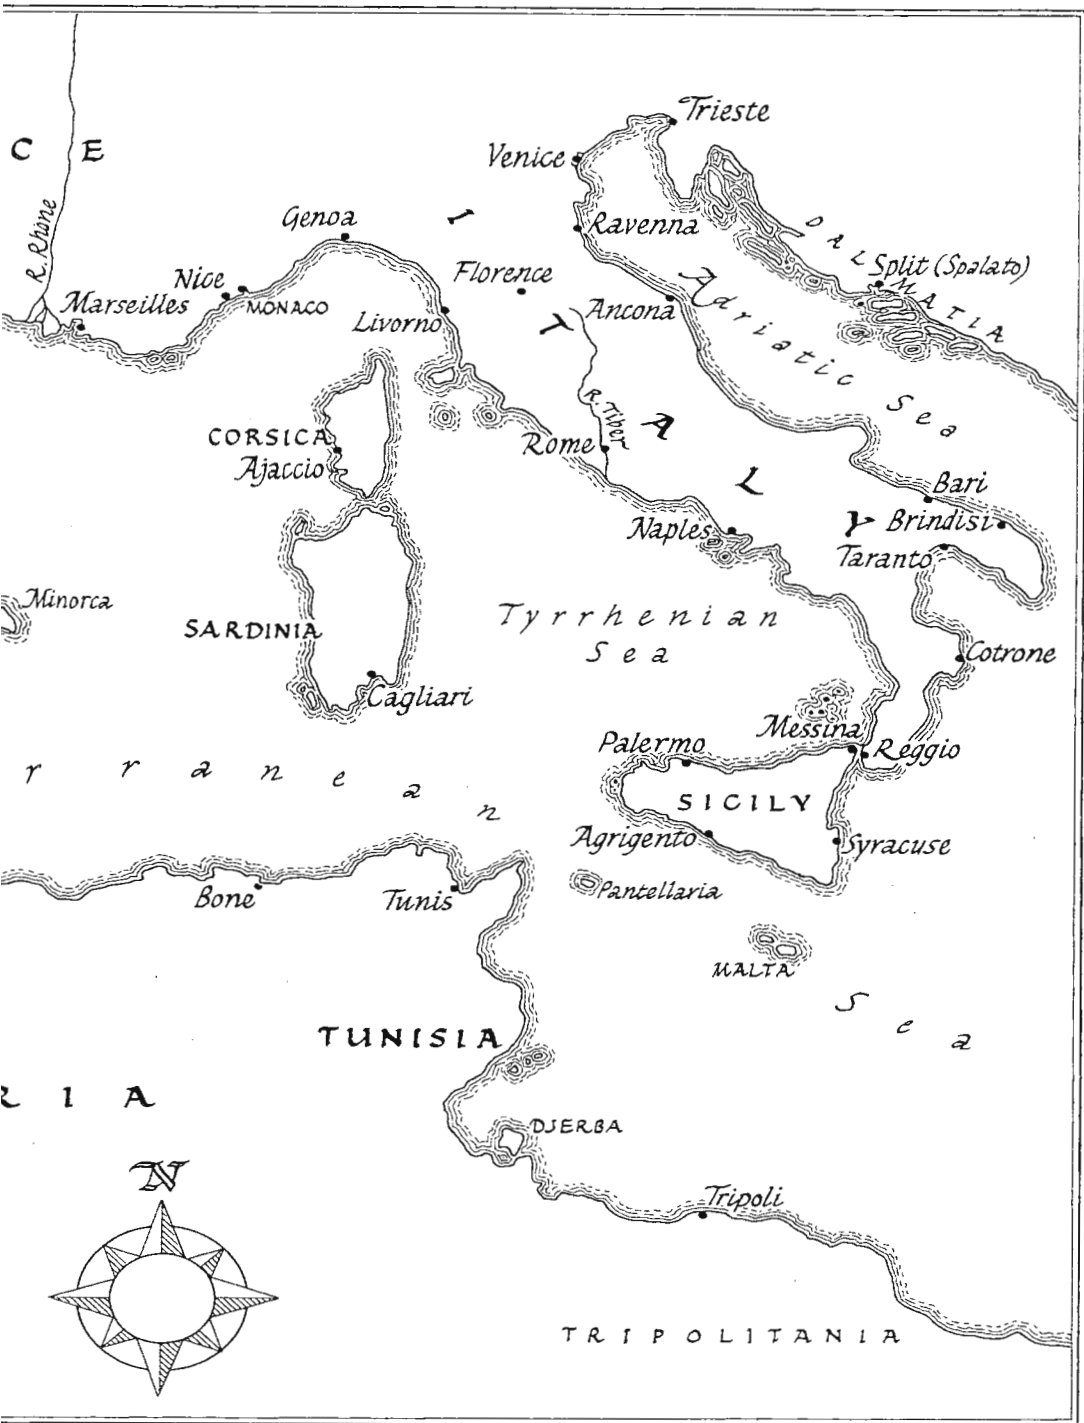 Trieste
C E
Venice
R. Rhone
Genoa
I
Ravenna
DALMATIA
Split (Spalato)
Nice
Florence
Marseilles
MONACO
Livorno
T
Ancona
Adriatic Sea
R. Tiber
A
CORSICA
Ajaccio
Rome
L
Bari
Naples
Y
Brindisi
Taranto
Minorca
SARDINIA
Tyrrhenian
Sea
Cotrone
Cagliari
Messina
Palermo
Reggio
r r a n e a n
SICILY
Agrigento
Syracuse
Bone
Tunis
Pantellaria
MALTA
Sea
TUNISIA
RIA
DJERBA
N
Tripoli
TRIPOLITANIA